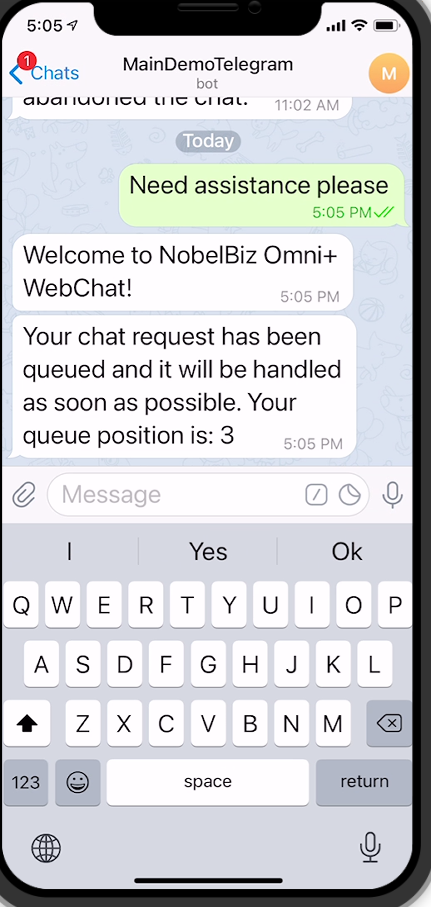 5:05
1
Chats
MainDemoTelegram
bot
M
abandoned the chat.
11:02 AM
Today
Need assistance please
5:05 PM
Welcome to NobelBiz Omni+
WebChat!
5:05 PM
Your chat request has been
queued and it will be handled
as soon as possible. Your
queue position is: 3
5:05 PM
Message
I Yes Ok
Q W E R T Y U I O P
A S D F G H J K L
Z X C V B N M
123 space return